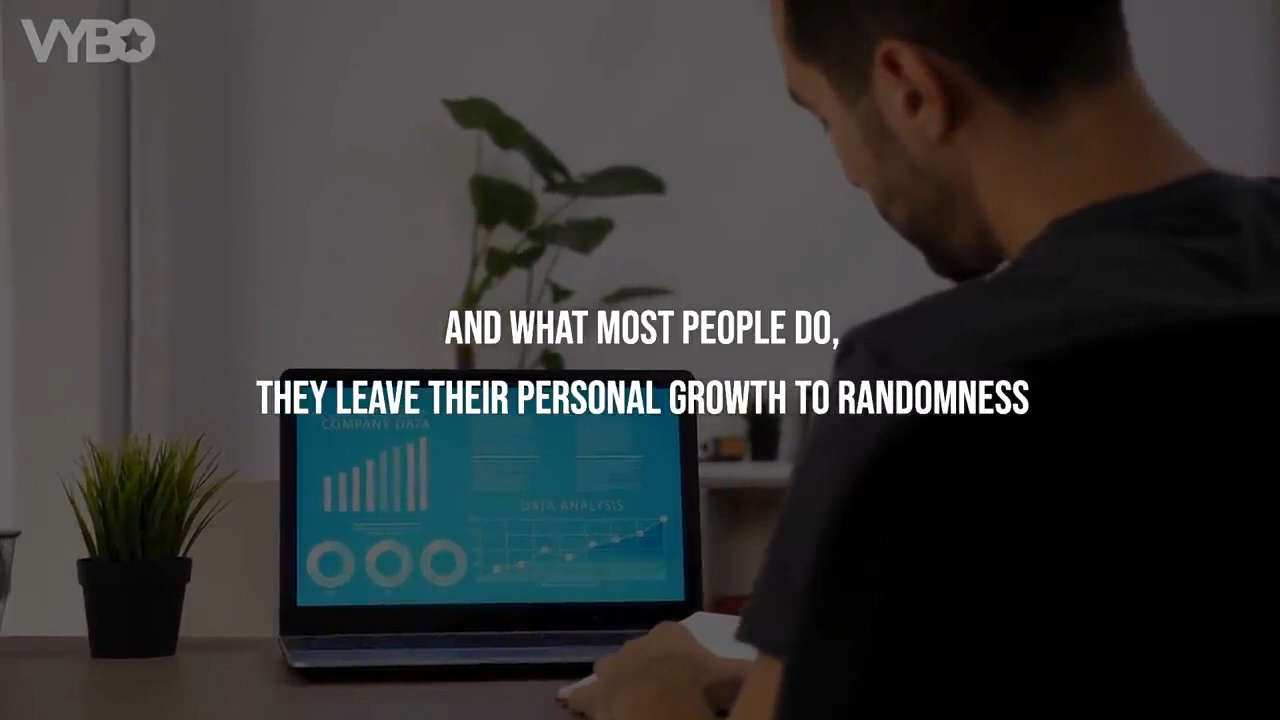 VYBO
AND WHAT MOST PEOPLE DO,
THEY LEAVE THEIR PERSONAL GROWTH TO RANDOMNESS
COMPANY DATA
DATA ANALYSIS